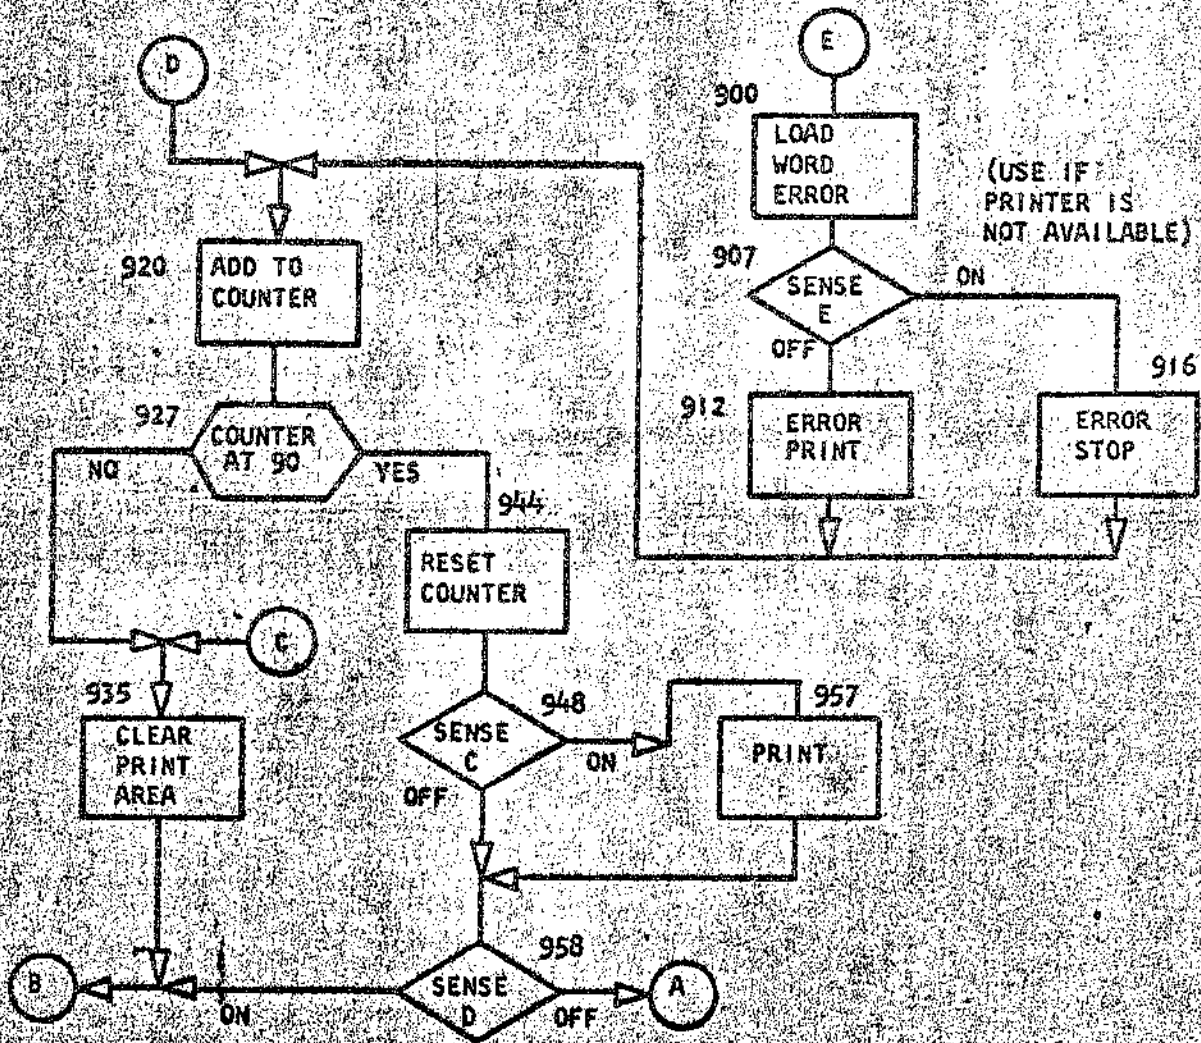 D
E
900
LOAD
WORD
ERROR
(USE IF
PRINTER IS
NOT AVAILABLE)
920
ADD TO
COUNTER
907
SENSE
E
ON
OFF
916
912
ERROR
PRINT
ERROR
STOP
927
COUNTER
AT 90
NO
YES
944
RESET
COUNTER
C
935
CLEAR
PRINT
AREA
948
SENSE
C
ON
OFF
957
PRINT
958
SENSE
D
B
ON
OFF
A